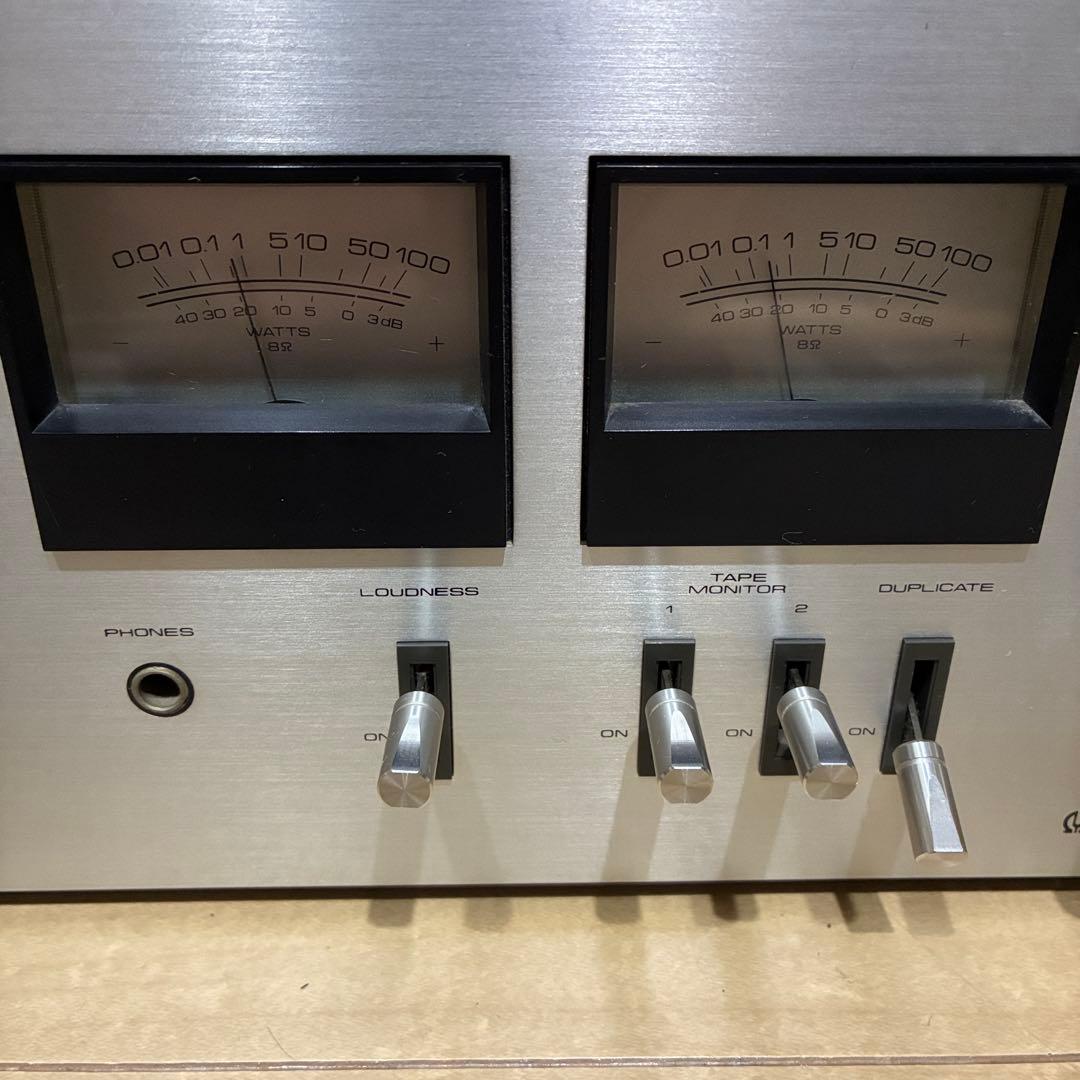 0.01 0.1 1 5 10 50 100
40 30 20 10 5 0 3dB
WATTS
8Ω
− +
0.01 0.1 1 5 10 50 100
40 30 20 10 5 0 3dB
WATTS
8Ω
− +
PHONES
LOUDNESS
ON
TAPE
MONITOR
1 2
ON ON
DUPLICATE
ON